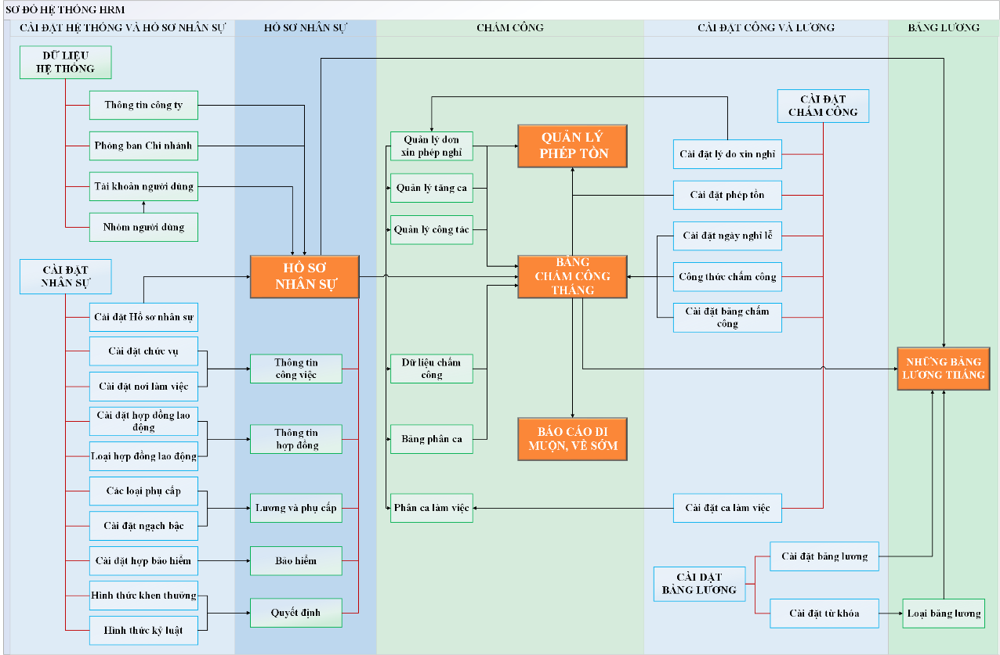 SƠ ĐỒ HỆ THỐNG HRM
CÀI ĐẶT HỆ THỐNG VÀ HỒ SƠ NHÂN SỰ
HỒ SƠ NHÂN SỰ
CHẤM CÔNG
CÀI ĐẶT CÔNG VÀ LƯƠNG
BẢNG LƯƠNG
DỮ LIỆU
HỆ THỐNG
Thông tin công ty
Phòng ban Chi nhánh
Tài khoản người dùng
Nhóm người dùng
CÀI ĐẶT
NHÂN SỰ
Cài đặt Hồ sơ nhân sự
Cài đặt chức vụ
Cài đặt nơi làm việc
Cài đặt hợp đồng lao
động
Loại hợp đồng lao động
Các loại phụ cấp
Cài đặt ngạch bậc
Cài đặt hợp bảo hiểm
Hình thức khen thưởng
Hình thức kỷ luật
HỒ SƠ
NHÂN SỰ
Thông tin
công việc
Thông tin
hợp đồng
Lương và phụ cấp
Bảo hiểm
Quyết định
Quản lý đơn
xin phép nghỉ
Quản lý tăng ca
Quản lý công tác
Dữ liệu chấm
công
Bảng phân ca
Phân ca làm việc
QUẢN LÝ
PHÉP TỒN
BẢNG
CHẤM CÔNG
THÁNG
BÁO CÁO DI
MUỘN, VỀ SỚM
CÀI ĐẶT
CHẤM CÔNG
Cài đặt lý do xin nghỉ
Cài đặt phép tồn
Cài đặt ngày nghỉ lễ
Công thức chấm công
Cài đặt bảng chấm
công
Cài đặt ca làm việc
CÀI DẶT
BẢNG LƯƠNG
Cài đặt bảng lương
Cài đặt từ khóa
NHỮNG BẢNG
LƯƠNG THÁNG
Loại bảng lương